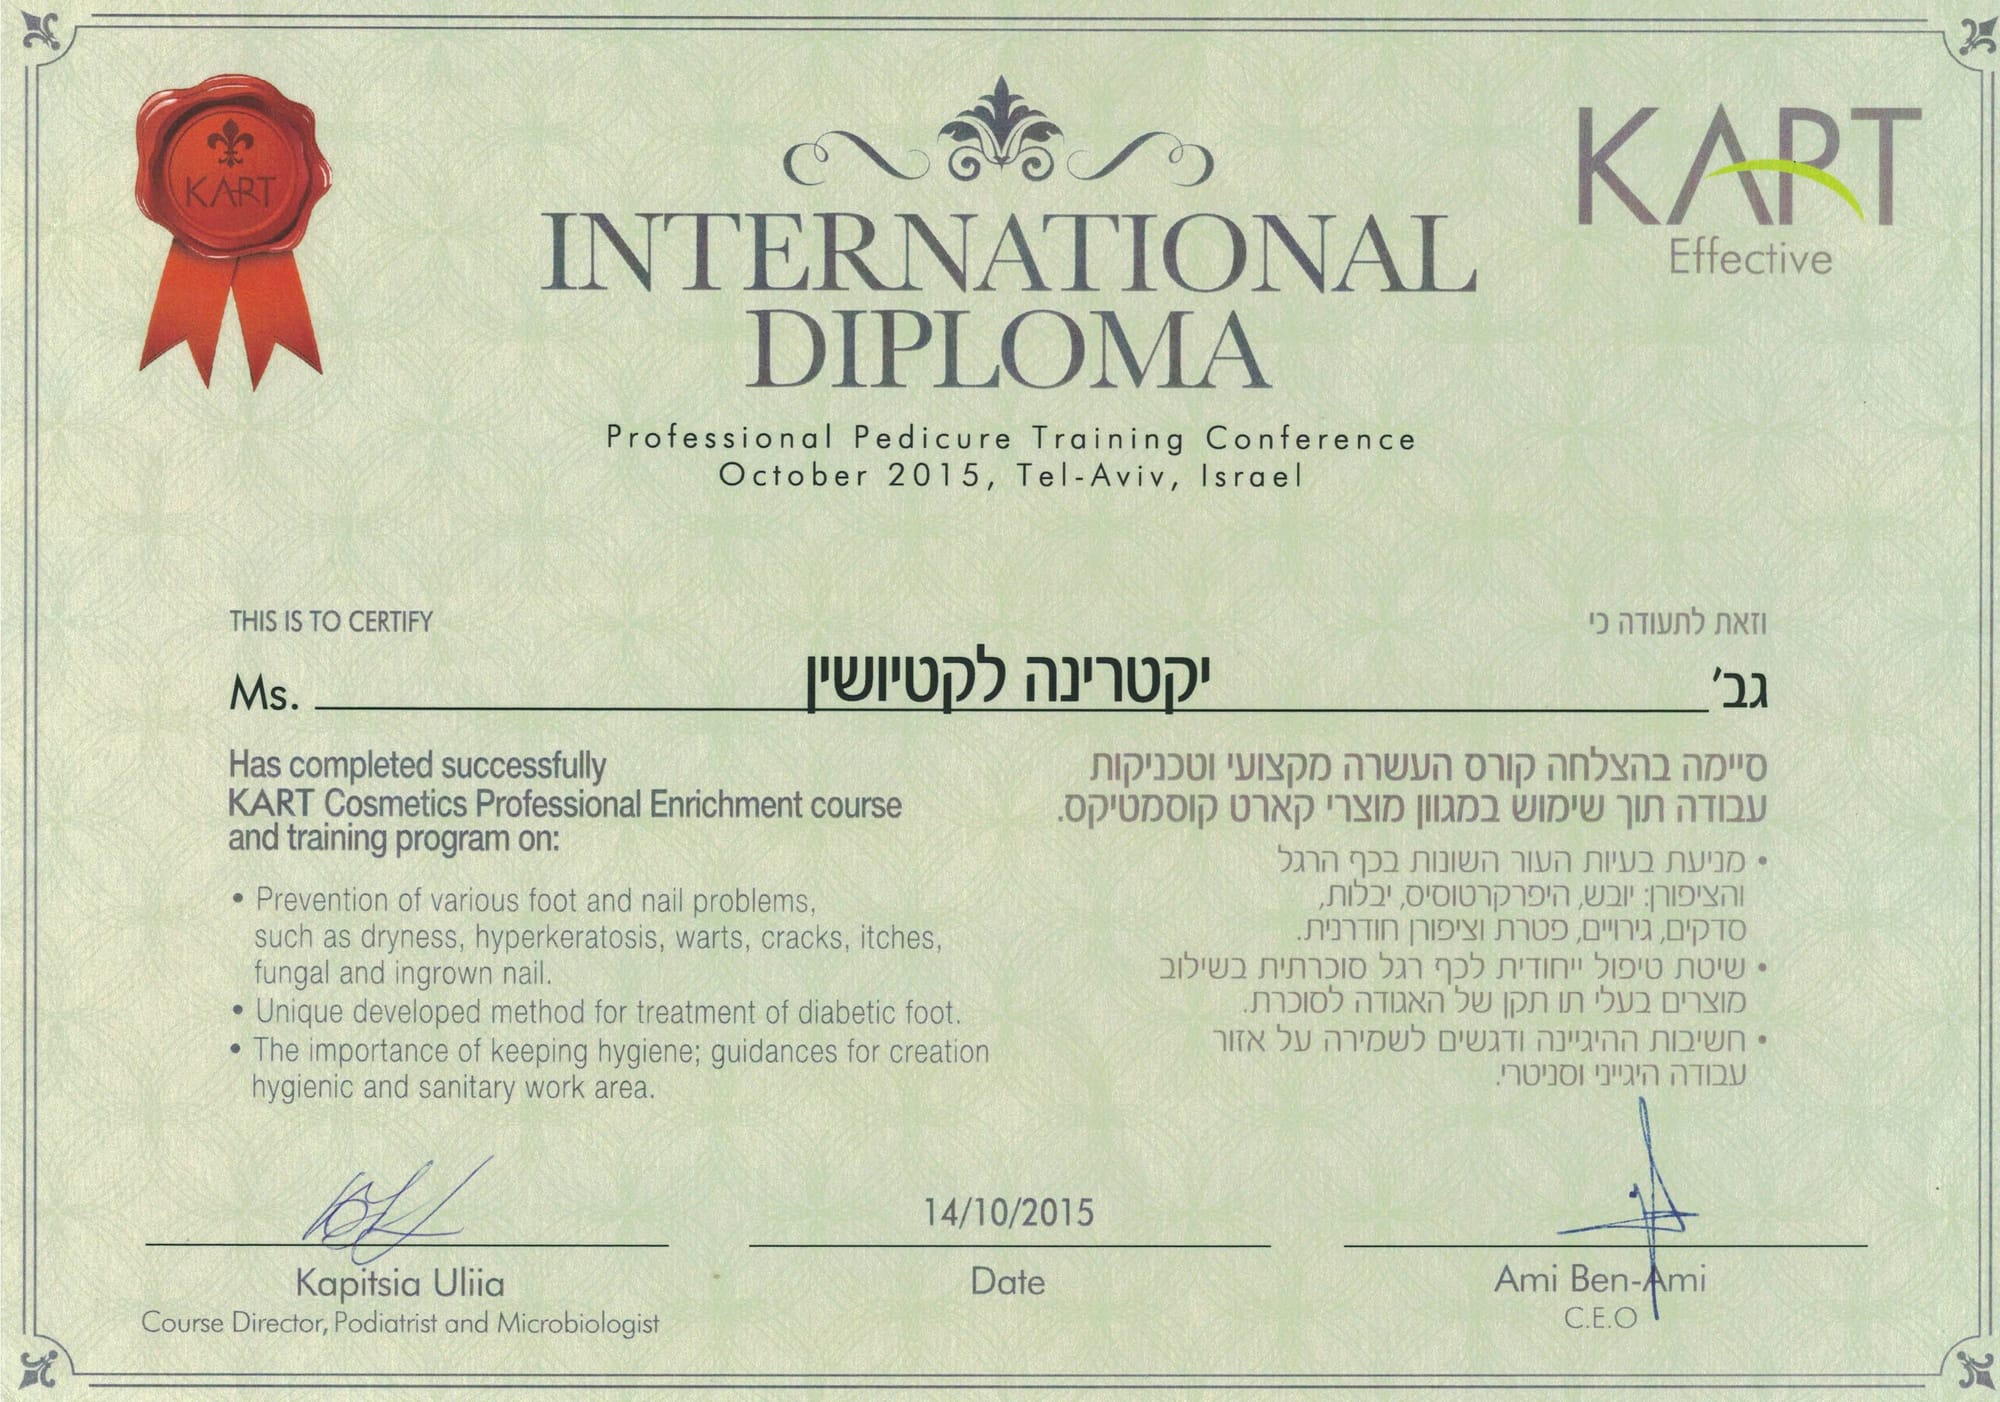 KART
KART
Effective
INTERNATIONAL
DIPLOMA
Professional Pedicure Training Conference
October 2015, Tel-Aviv, Israel
THIS IS TO CERTIFY
וזאת לתעודה כי
Ms.
יקטרינה לקטיושין
גב'
Has completed successfully
KART Cosmetics Professional Enrichment course
and training program on:
• Prevention of various foot and nail problems,
such as dryness, hyperkeratosis, warts, cracks, itches,
fungal and ingrown nail.
• Unique developed method for treatment of diabetic foot.
• The importance of keeping hygiene; guidances for creation
hygienic and sanitary work area.
סיימה בהצלחה קורס העשרה מקצועי וטכניקות
עבודה תוך שימוש במגוון מוצרי קארט קוסמטיקס.
• מניעת בעיות העור השונות בכף הרגל
והציפורן: יובש, היפרקרטוסיס, יבלות,
סדקים, גירויים, פטרת וציפורן חודרנית.
• שיטת טיפול ייחודית לכף רגל סוכרתית בשילוב
מוצרים בעלי תו תקן של האגודה לסוכרת.
• חשיבות ההיגיינה ודגשים לשמירה על אזור
עבודה היגייני וסניטרי.
14/10/2015
Kapitsia Uliia
Course Director, Podiatrist and Microbiologist
Date
Ami Ben-Ami
C.E.O